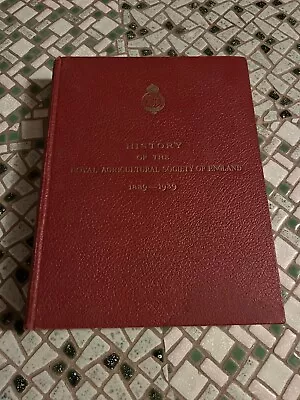 HISTORY
OF THE
ROYAL AGRICULTURAL SOCIETY OF ENGLAND
1839—1939